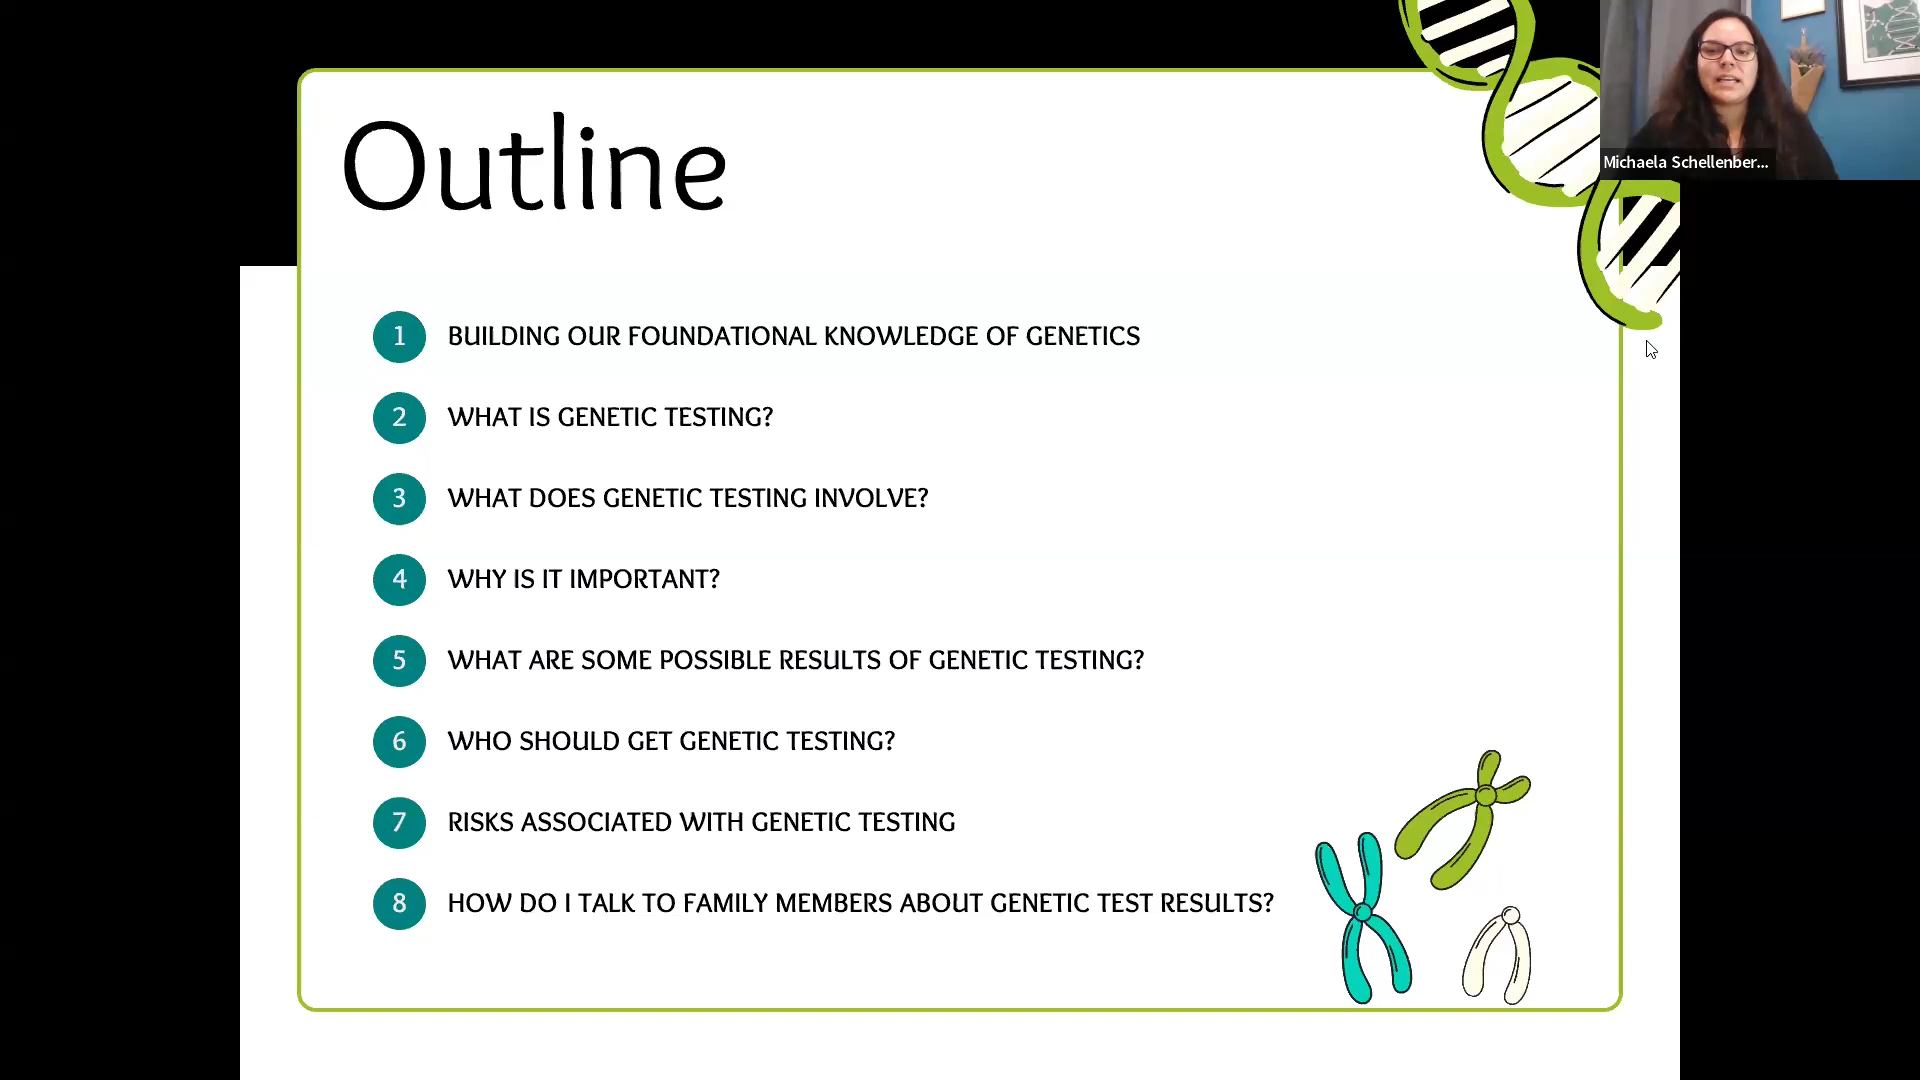 Outline
Michaela Schellenber...
1 BUILDING OUR FOUNDATIONAL KNOWLEDGE OF GENETICS
2 WHAT IS GENETIC TESTING?
3 WHAT DOES GENETIC TESTING INVOLVE?
4 WHY IS IT IMPORTANT?
5 WHAT ARE SOME POSSIBLE RESULTS OF GENETIC TESTING?
6 WHO SHOULD GET GENETIC TESTING?
7 RISKS ASSOCIATED WITH GENETIC TESTING
8 HOW DO I TALK TO FAMILY MEMBERS ABOUT GENETIC TEST RESULTS?